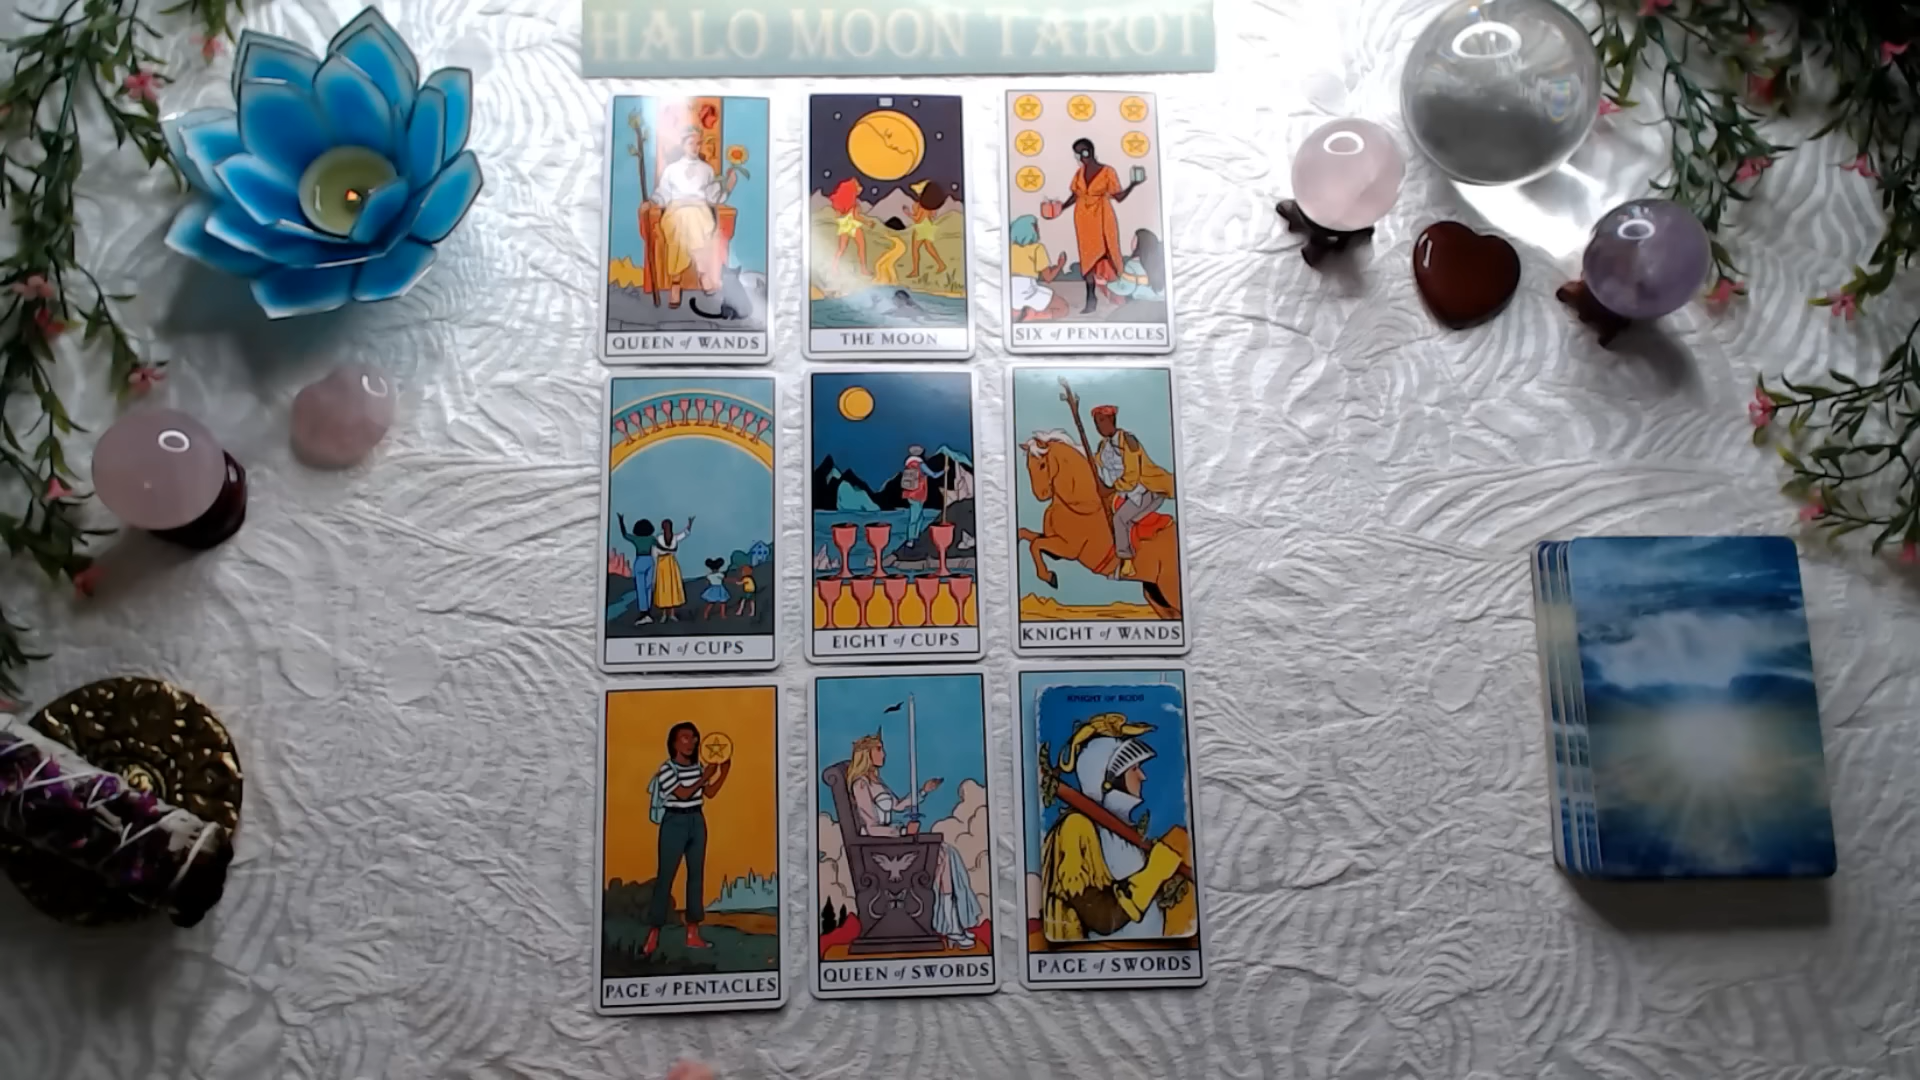 HALO MOON TAROT
QUEEN of WANDS
THE MOON
SIX of PENTACLES
TEN of CUPS
EIGHT of CUPS
KNIGHT of WANDS
KNIGHT OF RODS
PAGE of PENTACLES
QUEEN of SWORDS
PAGE of SWORDS